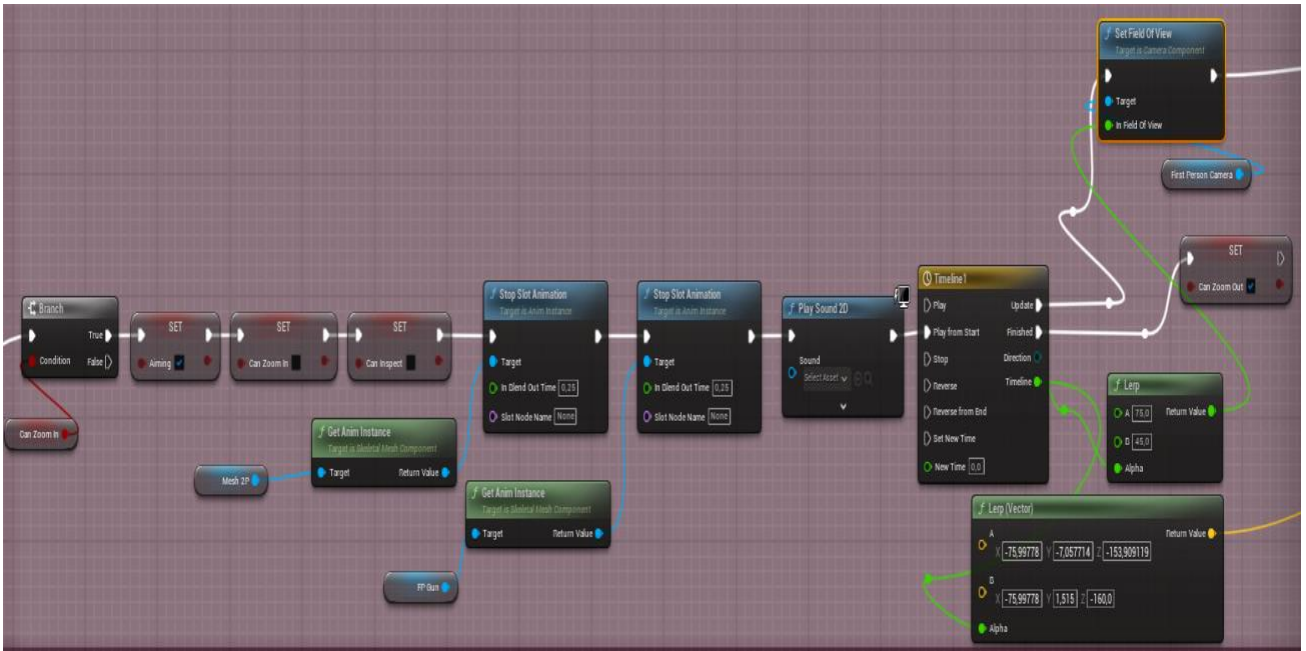 Set Field Of View
Target is Camera Component
Target
In Field Of View
First Person Camera
SET
Can Zoom Out
Branch
True
Condition
False
Can Zoom In
SET
Aiming
SET
Can Zoom In
SET
Can Inspect
Stop Slot Animation
Target is Anim Instance
Target
In Blend Out Time 0,25
Slot Node Name None
Stop Slot Animation
Target is Anim Instance
Target
In Blend Out Time 0,25
Slot Node Name None
Get Anim Instance
Target is Skeletal Mesh Component
Target
Return Value
Mesh 2P
Get Anim Instance
Target is Skeletal Mesh Component
Target
Return Value
FP Gun
Play Sound 2D
Sound
Select Asset
Timeline 1
Play
Update
Play from Start
Finished
Stop
Direction
Reverse
Timeline
Reverse from End
Set New Time
New Time 0,0
Lerp
A 75,0
Return Value
B 45,0
Alpha
Lerp (Vector)
A
Return Value
X -75,99778 Y -7,057714 Z -153,909119
B
X -75,99778 Y 1,515 Z -160,0
Alpha